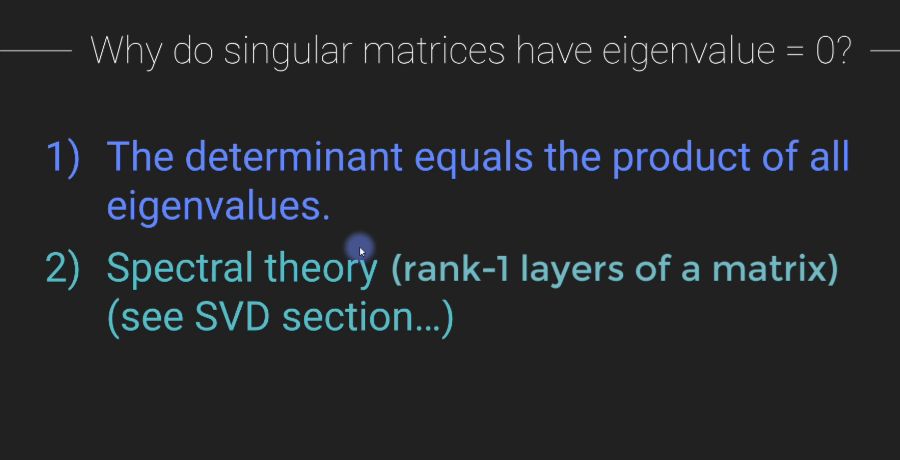 Why do singular matrices have eigenvalue = 0?
1) The determinant equals the product of all
eigenvalues.
2) Spectral theory (rank-1 layers of a matrix)
(see SVD section...)